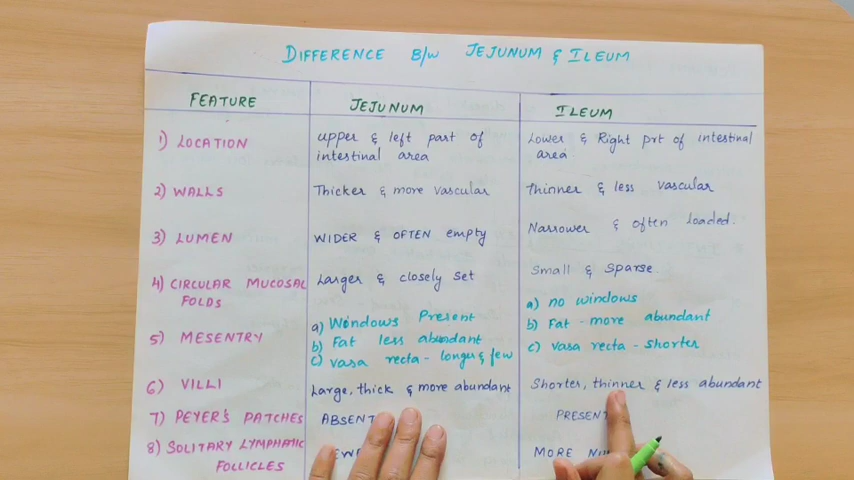 DIFFERENCE B/W JEJUNUM & ILEUM
FEATURE JEJUNUM ILEUM
1) LOCATION
upper & left part of
intestinal area
Lower & Right prt of intestinal
area.
2) WALLS
Thicker & more vascular
thinner & less vascular
3) LUMEN
WIDER & OFTEN empty
Narrower & often loaded.
4) CIRCULAR MUCOSAL
FOLDS
Larger & closely set
Small & Sparse
5) MESENTRY
a) Windows Present
b) Fat less abundant
c) vasa recta - longer & few
a) no windows
b) Fat - more abundant
c) vasa recta - shorter
6) VILLI
Large, thick & more abundant
Shorter, thinner & less abundant
7) PEYER'S PATCHES
ABSENT
PRESENT
8) SOLITARY LYMPHATIC
FOLLICLES
MORE